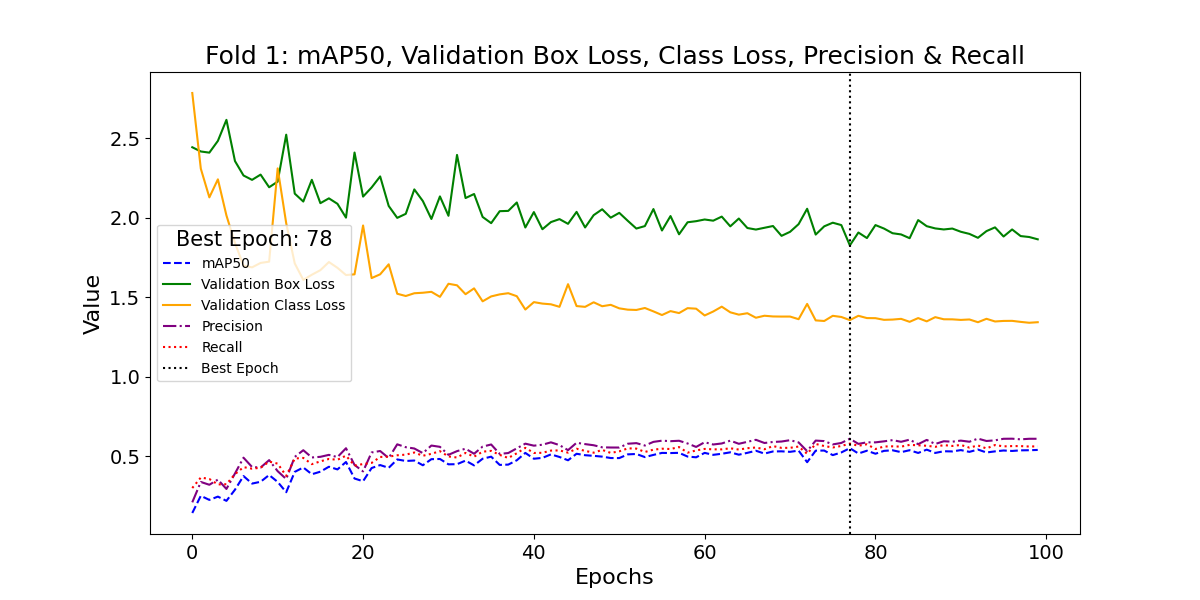 Fold 1: mAP50, Validation Box Loss, Class Loss, Precision & Recall
Value
2.5
2.0
1.5
1.0
0.5
Best Epoch: 78
mAP50
Validation Box Loss
Validation Class Loss
Precision
Recall
Best Epoch
0 20 40 60 80 100
Epochs